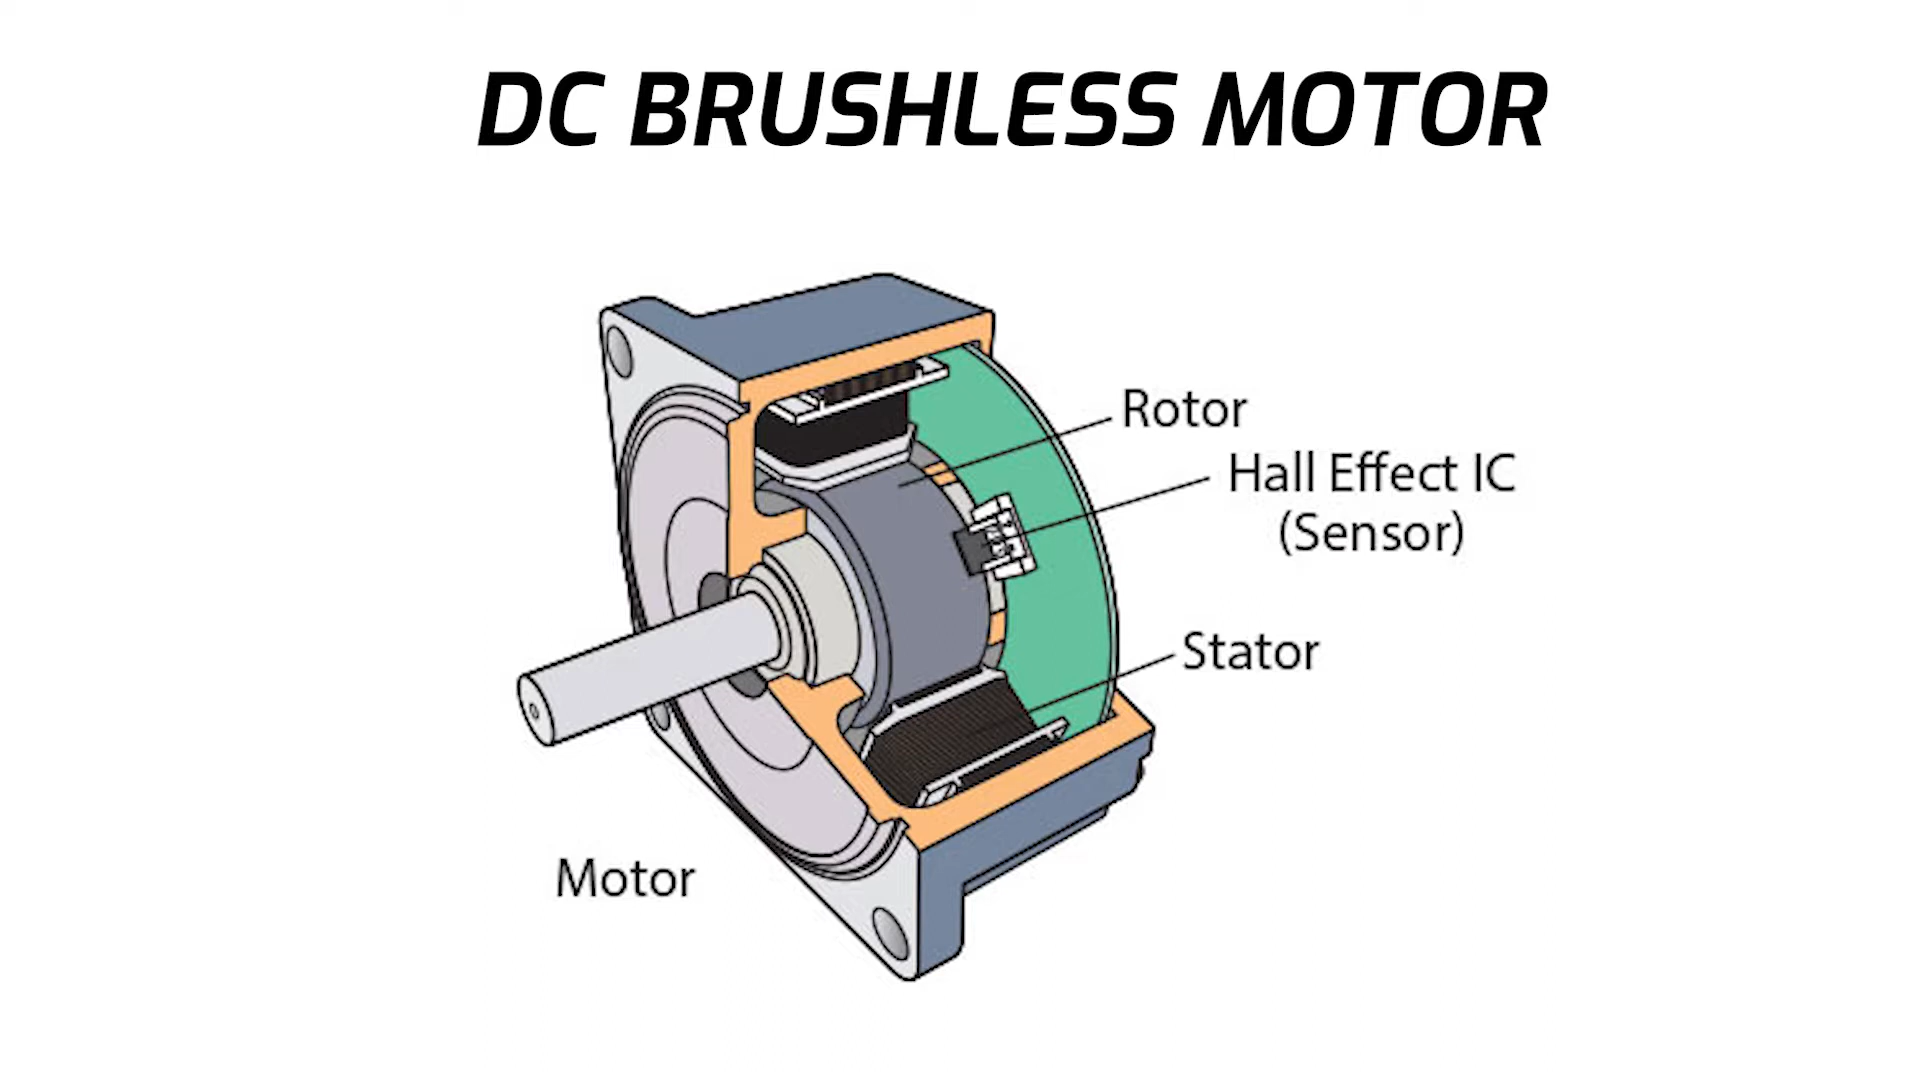 DC BRUSHLESS MOTOR
Rotor
Hall Effect IC
(Sensor)
Stator
Motor